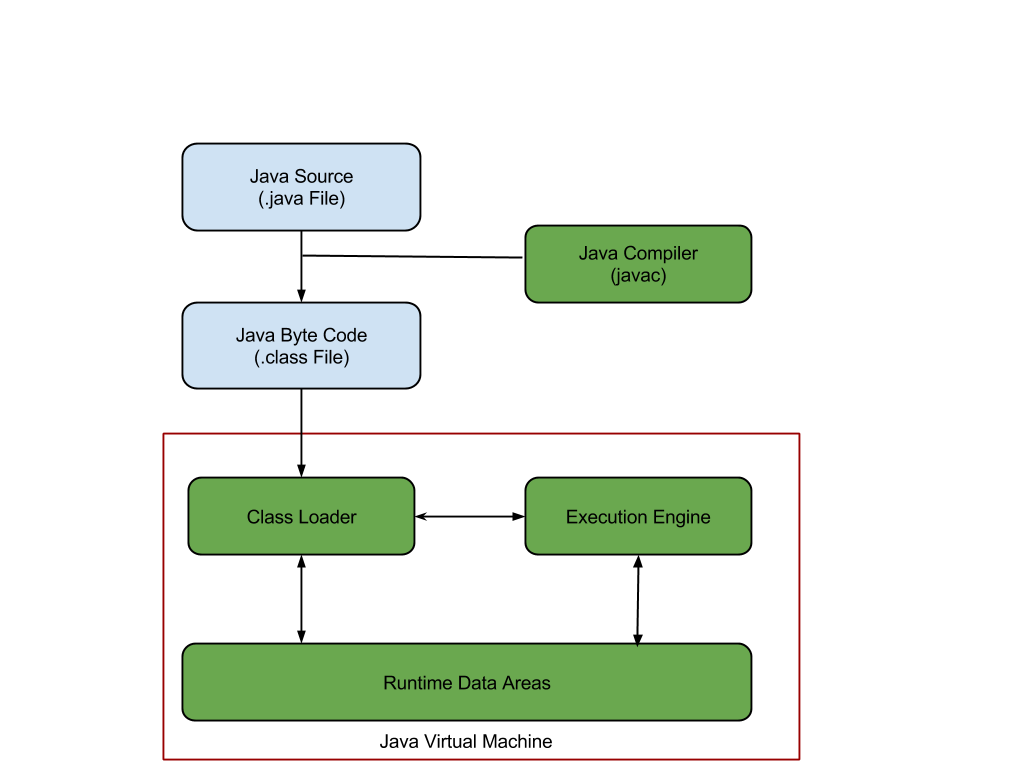 Java Source
(.java File)
Java Compiler
(javac)
Java Byte Code
(.class File)
Class Loader
Execution Engine
Runtime Data Areas
Java Virtual Machine